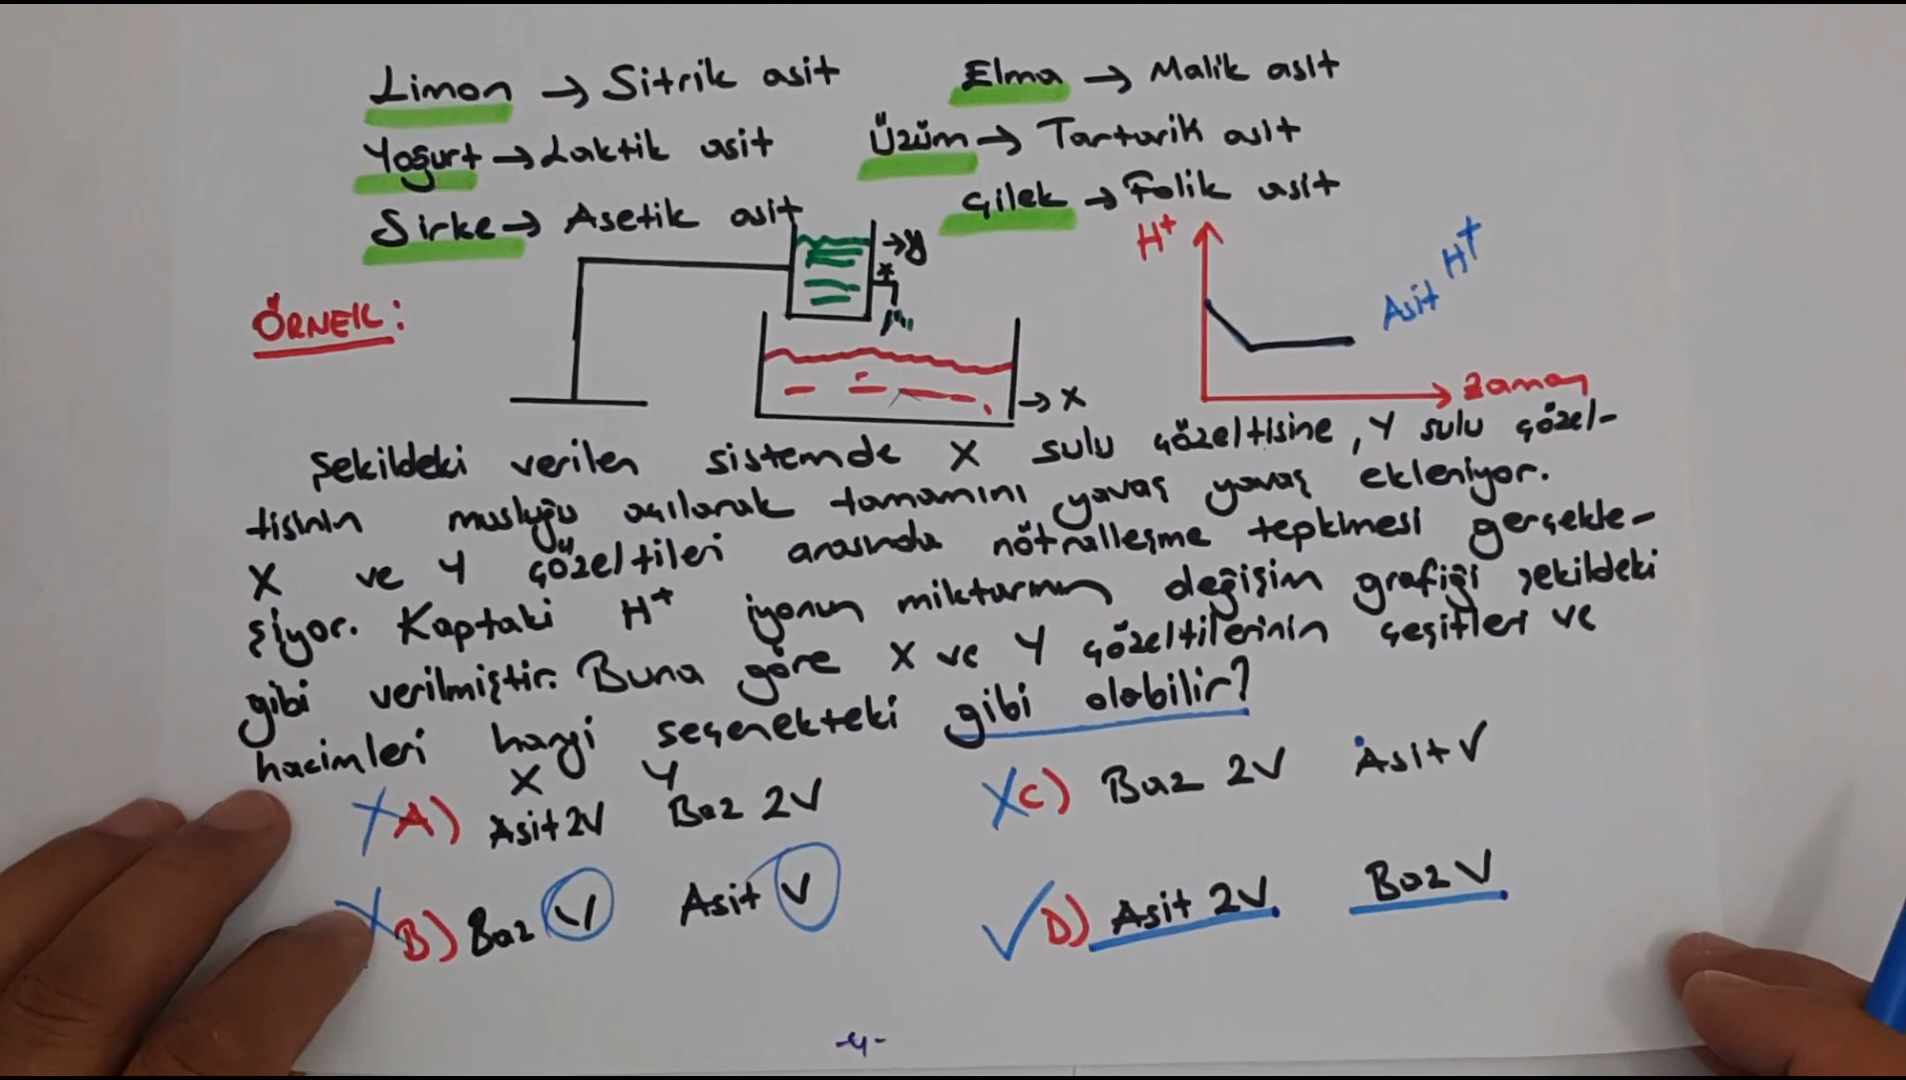 Limon → Sitrik asit
Elma → Malik asit
Yoğurt → Laktik asit
Üzüm → Tartarik asit
Sirke → Asetik asit
Çilek → Folik asit
ÖRNEK:
→ y
→ X
H+
Asit H+
Zaman
Şekildeki verilen sistemde X sulu çözeltisine, Y sulu çözel-
tisinin musluğu açılarak tamamını yavaş yavaş ekleniyor.
X ve Y çözeltileri arasında nötralleşme tepkimesi gerçekle-
şiyor. Kaptaki H+ iyonun miktarının değişim grafiği şekildeki
gibi verilmiştir. Buna göre X ve Y çözeltilerinin çeşitleri ve
hacimleri hangi seçenekteki gibi olabilir?
X Y
A) Asit 2V Baz 2V
B) Baz V Asit V
C) Baz 2V Asit V
D) Asit 2V Baz V
-4-